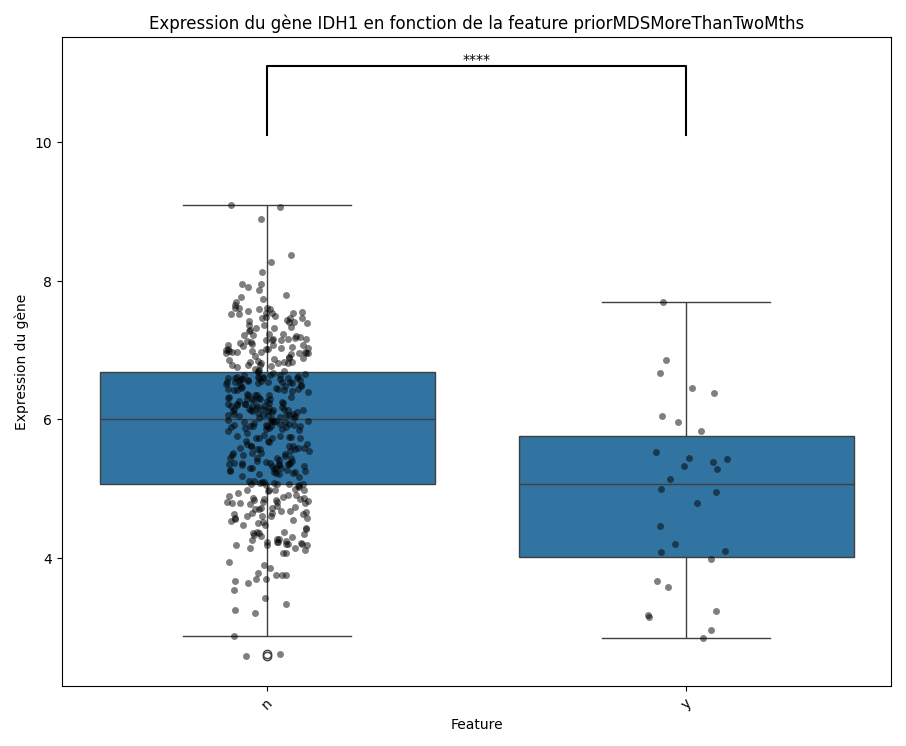 Expression du gène IDH1 en fonction de la feature priorMDSMoreThanTwoMths
****
10
8
6
4
Expression du gène
n
y
Feature